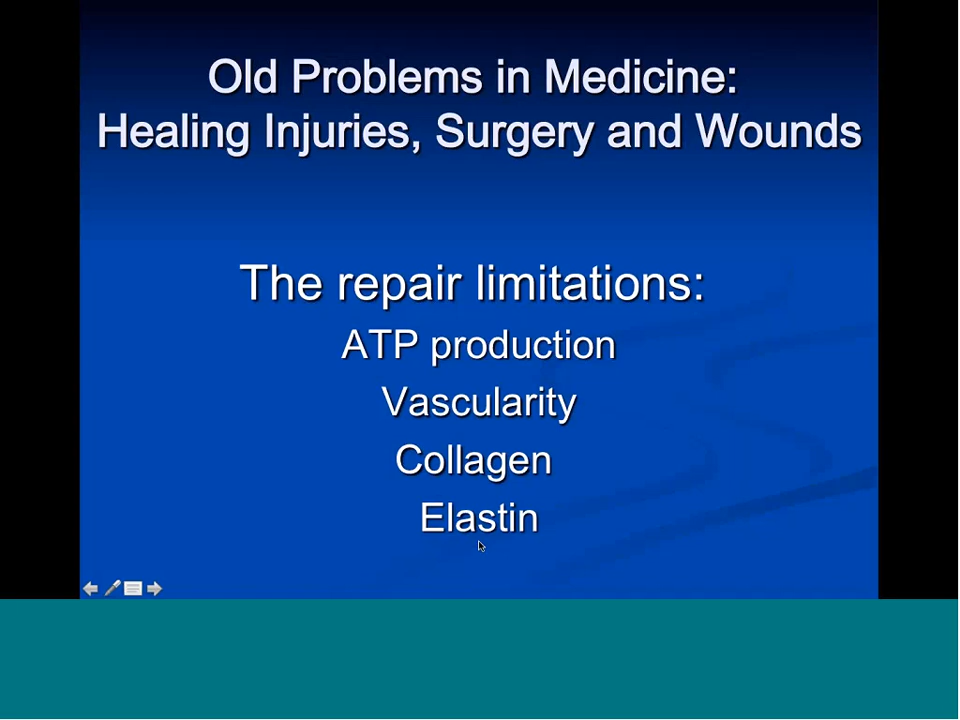 Old Problems in Medicine:
Healing Injuries, Surgery and Wounds
The repair limitations:
ATP production
Vascularity
Collagen
Elastin